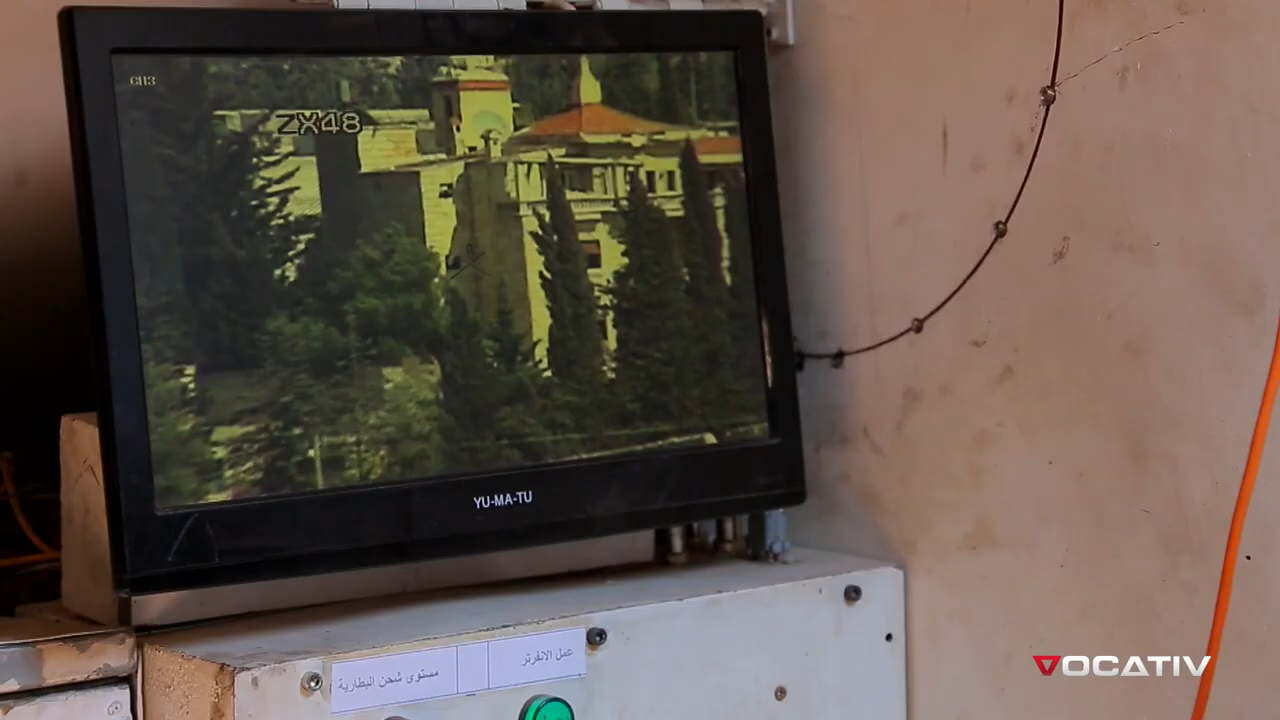 CH3
ZX48
YU-MA-TU
عمل الانفرتر
مستوى شحن البطارية
VOCATIV